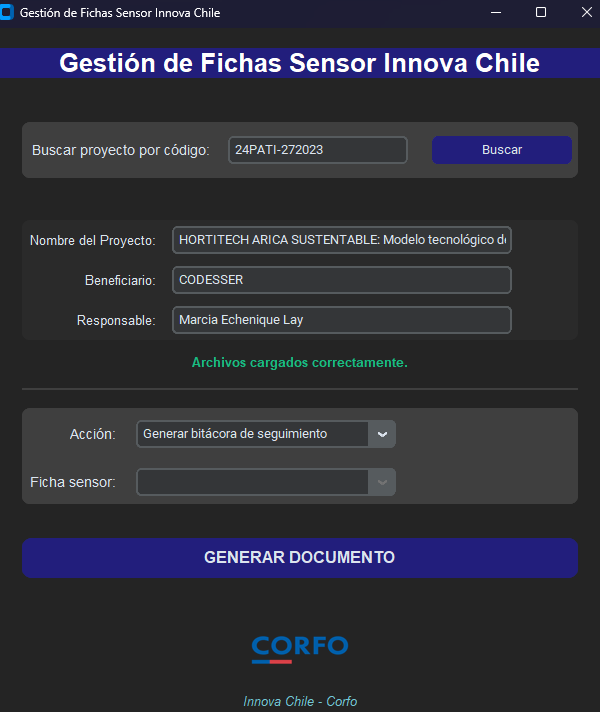 Gestión de Fichas Sensor Innova Chile
Gestión de Fichas Sensor Innova Chile
Buscar proyecto por código: 24PATI-272023 Buscar
Nombre del Proyecto: HORTITECH ARICA SUSTENTABLE: Modelo tecnológico de
Beneficiario: CODESSER
Responsable: Marcia Echenique Lay
Archivos cargados correctamente.
Acción: Generar bitácora de seguimiento
Ficha sensor:
GENERAR DOCUMENTO
CORFO
Innova Chile - Corfo